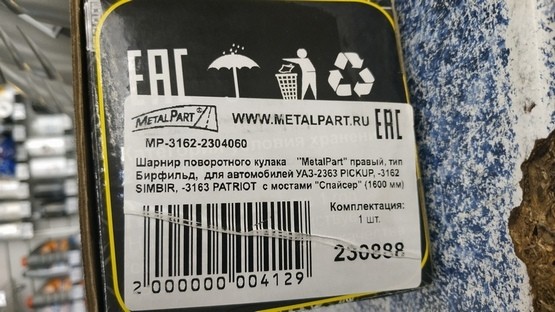 EAC
METALPART
WWW.METALPART.RU
EAC
MP-3162-2304060
Шарнир поворотного кулака "MetalPart" правый, тип
Бирфильд, для автомобилей УАЗ-2363 PICKUP, -3162
SIMBIR, -3163 PATRIOT с мостами "Спайсер" (1600 мм)
Комплектация:
1 шт.
230888
2 000000 004129